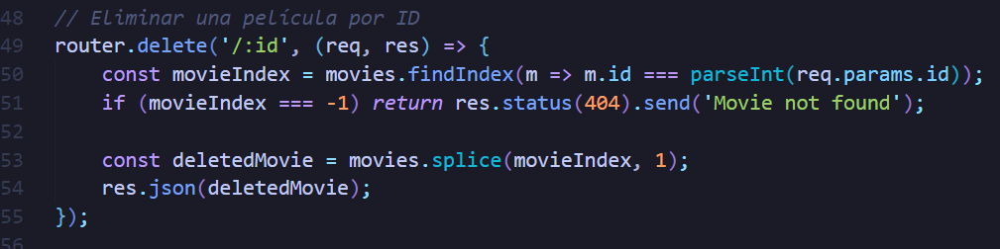 48 // Eliminar una película por ID
49 router.delete('/:id', (req, res) => {
50     const movieIndex = movies.findIndex(m => m.id === parseInt(req.params.id));
51     if (movieIndex === -1) return res.status(404).send('Movie not found');
52
53     const deletedMovie = movies.splice(movieIndex, 1);
54     res.json(deletedMovie);
55 });
56